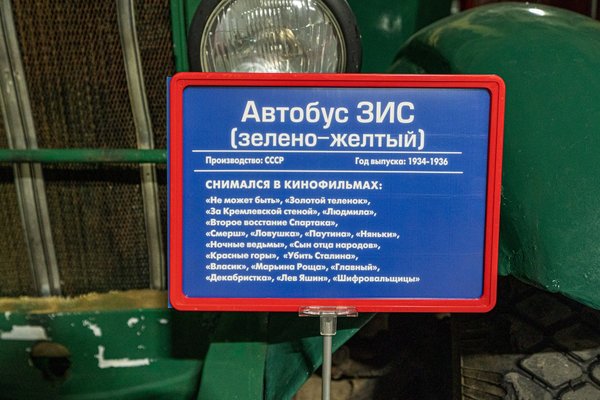 Автобус ЗИС
(зелено-желтый)
Производство: СССР Год выпуска: 1934-1936
СНИМАЛСЯ В КИНОФИЛЬМАХ:
«Не может быть», «Золотой теленок»,
«За Кремлевской стеной», «Людмила»,
«Второе восстание Спартака»,
«Смерш», «Ловушка», «Паутина», «Няньки»,
«Ночные ведьмы», «Сын отца народов»,
«Красные горы», «Убить Сталина»,
«Власик», «Марьина Роща», «Главный»,
«Декабристка», «Лев Яшин», «Шифровальщицы»